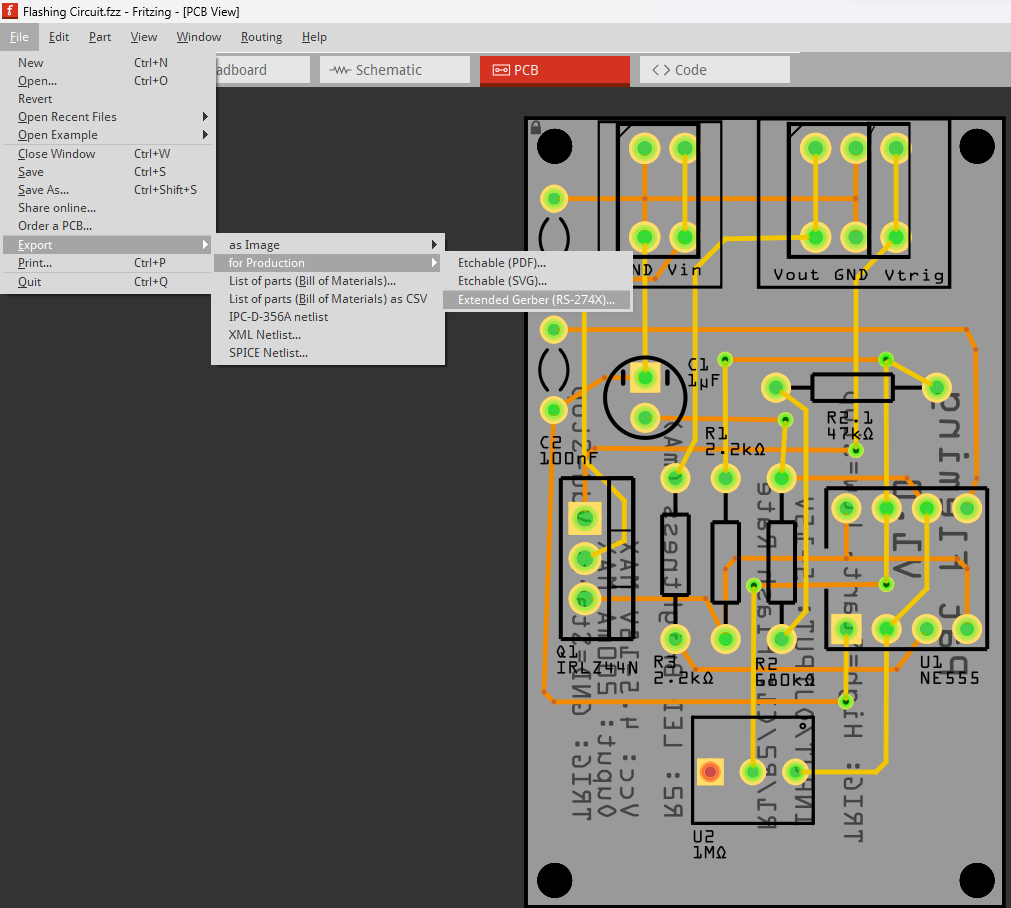 Flashing Circuit.fzz - Fritzing - [PCB View]
File Edit Part View Window Routing Help
New Ctrl+N
Open... Ctrl+O
Revert
Open Recent Files
Open Example
Close Window Ctrl+W
Save Ctrl+S
Save As... Ctrl+Shift+S
Share online...
Order a PCB...
Export
Print... Ctrl+P
Quit Ctrl+Q
as Image
for Production
List of parts (Bill of Materials)...
List of parts (Bill of Materials) as CSV
IPC-D-356A netlist
XML Netlist...
SPICE Netlist...
Etchable (PDF)...
Etchable (SVG)...
Extended Gerber (RS-274X)...
adboard
Schematic
PCB
Code
ND Vin
Vout GND Vtrig
C1
1µF
R2.1
47kΩ
R1
2.2kΩ
C2
100nF
V1.0
Q1
IRLZ44N
R3
2.2kΩ
R2
680kΩ
U1
NE555
U2
1MΩ